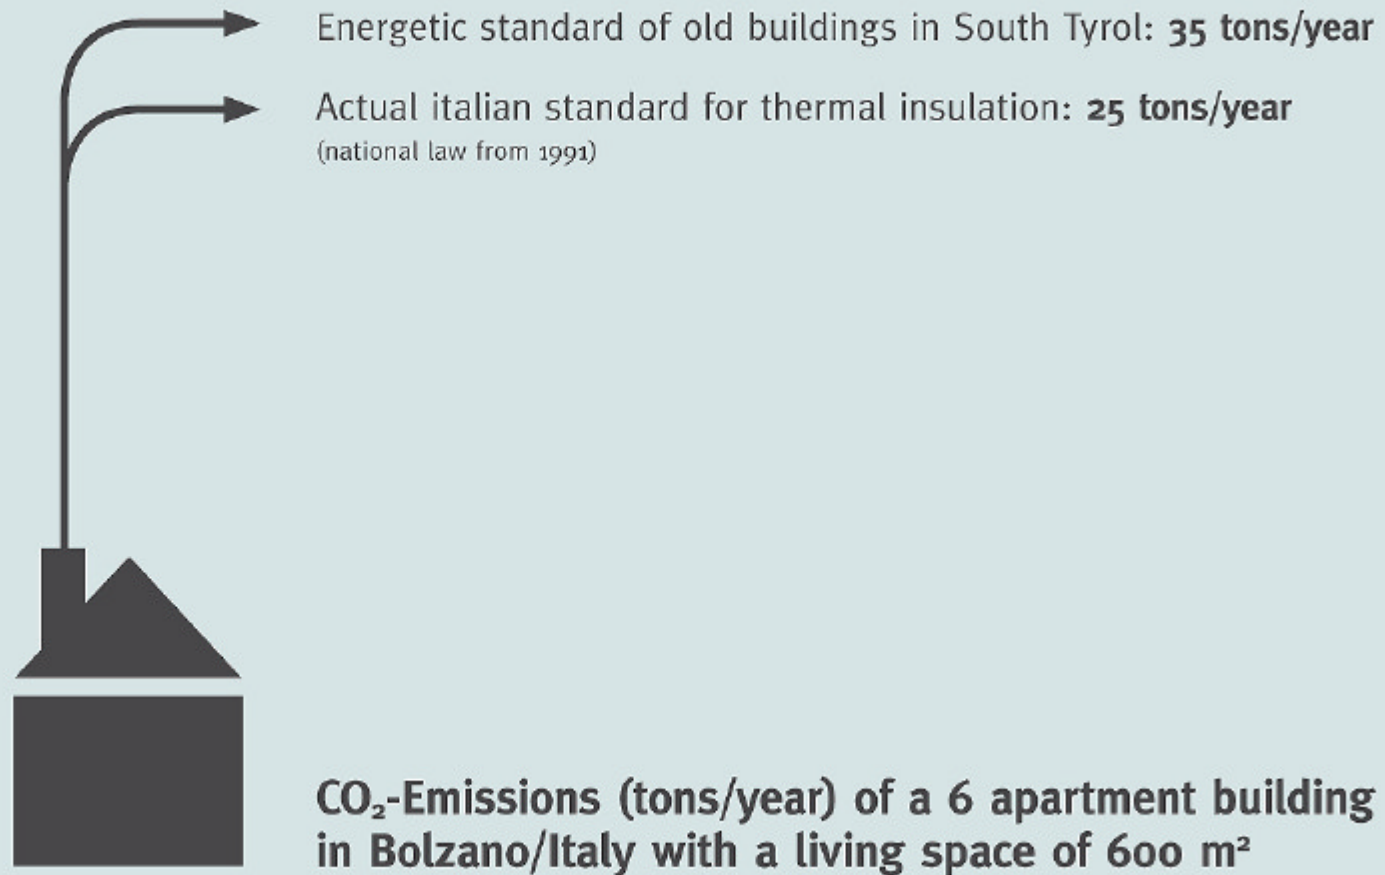 Energetic standard of old buildings in South Tyrol: 35 tons/year
Actual italian standard for thermal insulation: 25 tons/year
(national law from 1991)
CO₂-Emissions (tons/year) of a 6 apartment building
in Bolzano/Italy with a living space of 600 m²